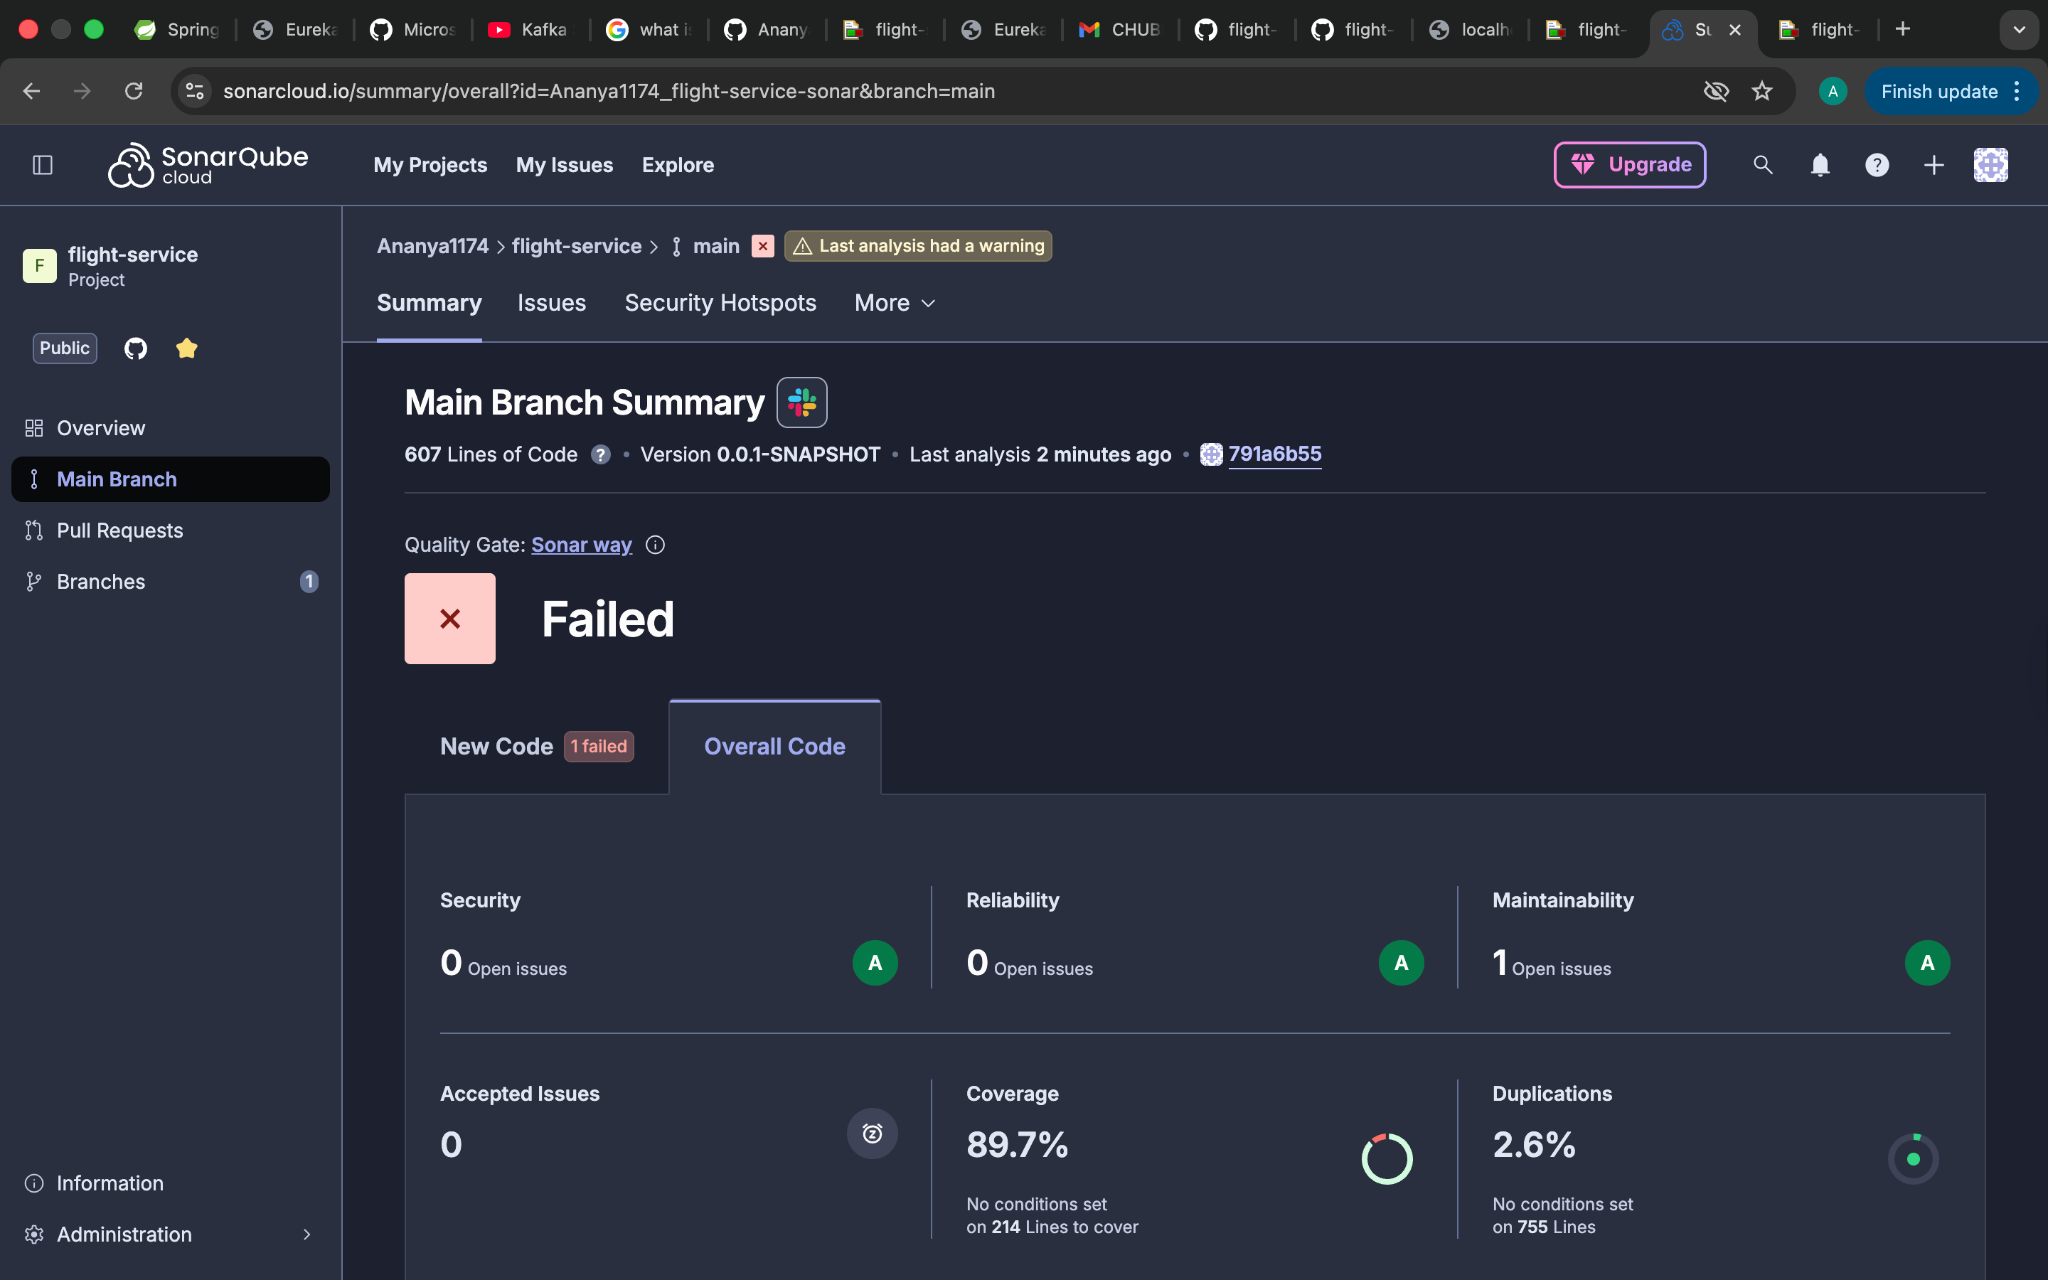 Spring
Eureka
Micros
Kafka
what is
Anany
flight-
Eureka
CHUB
flight-
flight-
localh
flight-
Su
flight-
sonarcloud.io/summary/overall?id=Ananya1174_flight-service-sonar&branch=main
A
Finish update
SonarQube
cloud
My Projects
My Issues
Explore
Upgrade
F
flight-service
Project
Public
Overview
Main Branch
Pull Requests
Branches
1
Information
Administration
Ananya1174 > flight-service > main
Last analysis had a warning
Summary
Issues
Security Hotspots
More
Main Branch Summary
607 Lines of Code ? • Version 0.0.1-SNAPSHOT • Last analysis 2 minutes ago • 791a6b55
Quality Gate: Sonar way
Failed
New Code 1 failed
Overall Code
Security
0 Open issues
A
Reliability
0 Open issues
A
Maintainability
1 Open issues
A
Accepted Issues
0
Coverage
89.7%
No conditions set
on 214 Lines to cover
Duplications
2.6%
No conditions set
on 755 Lines